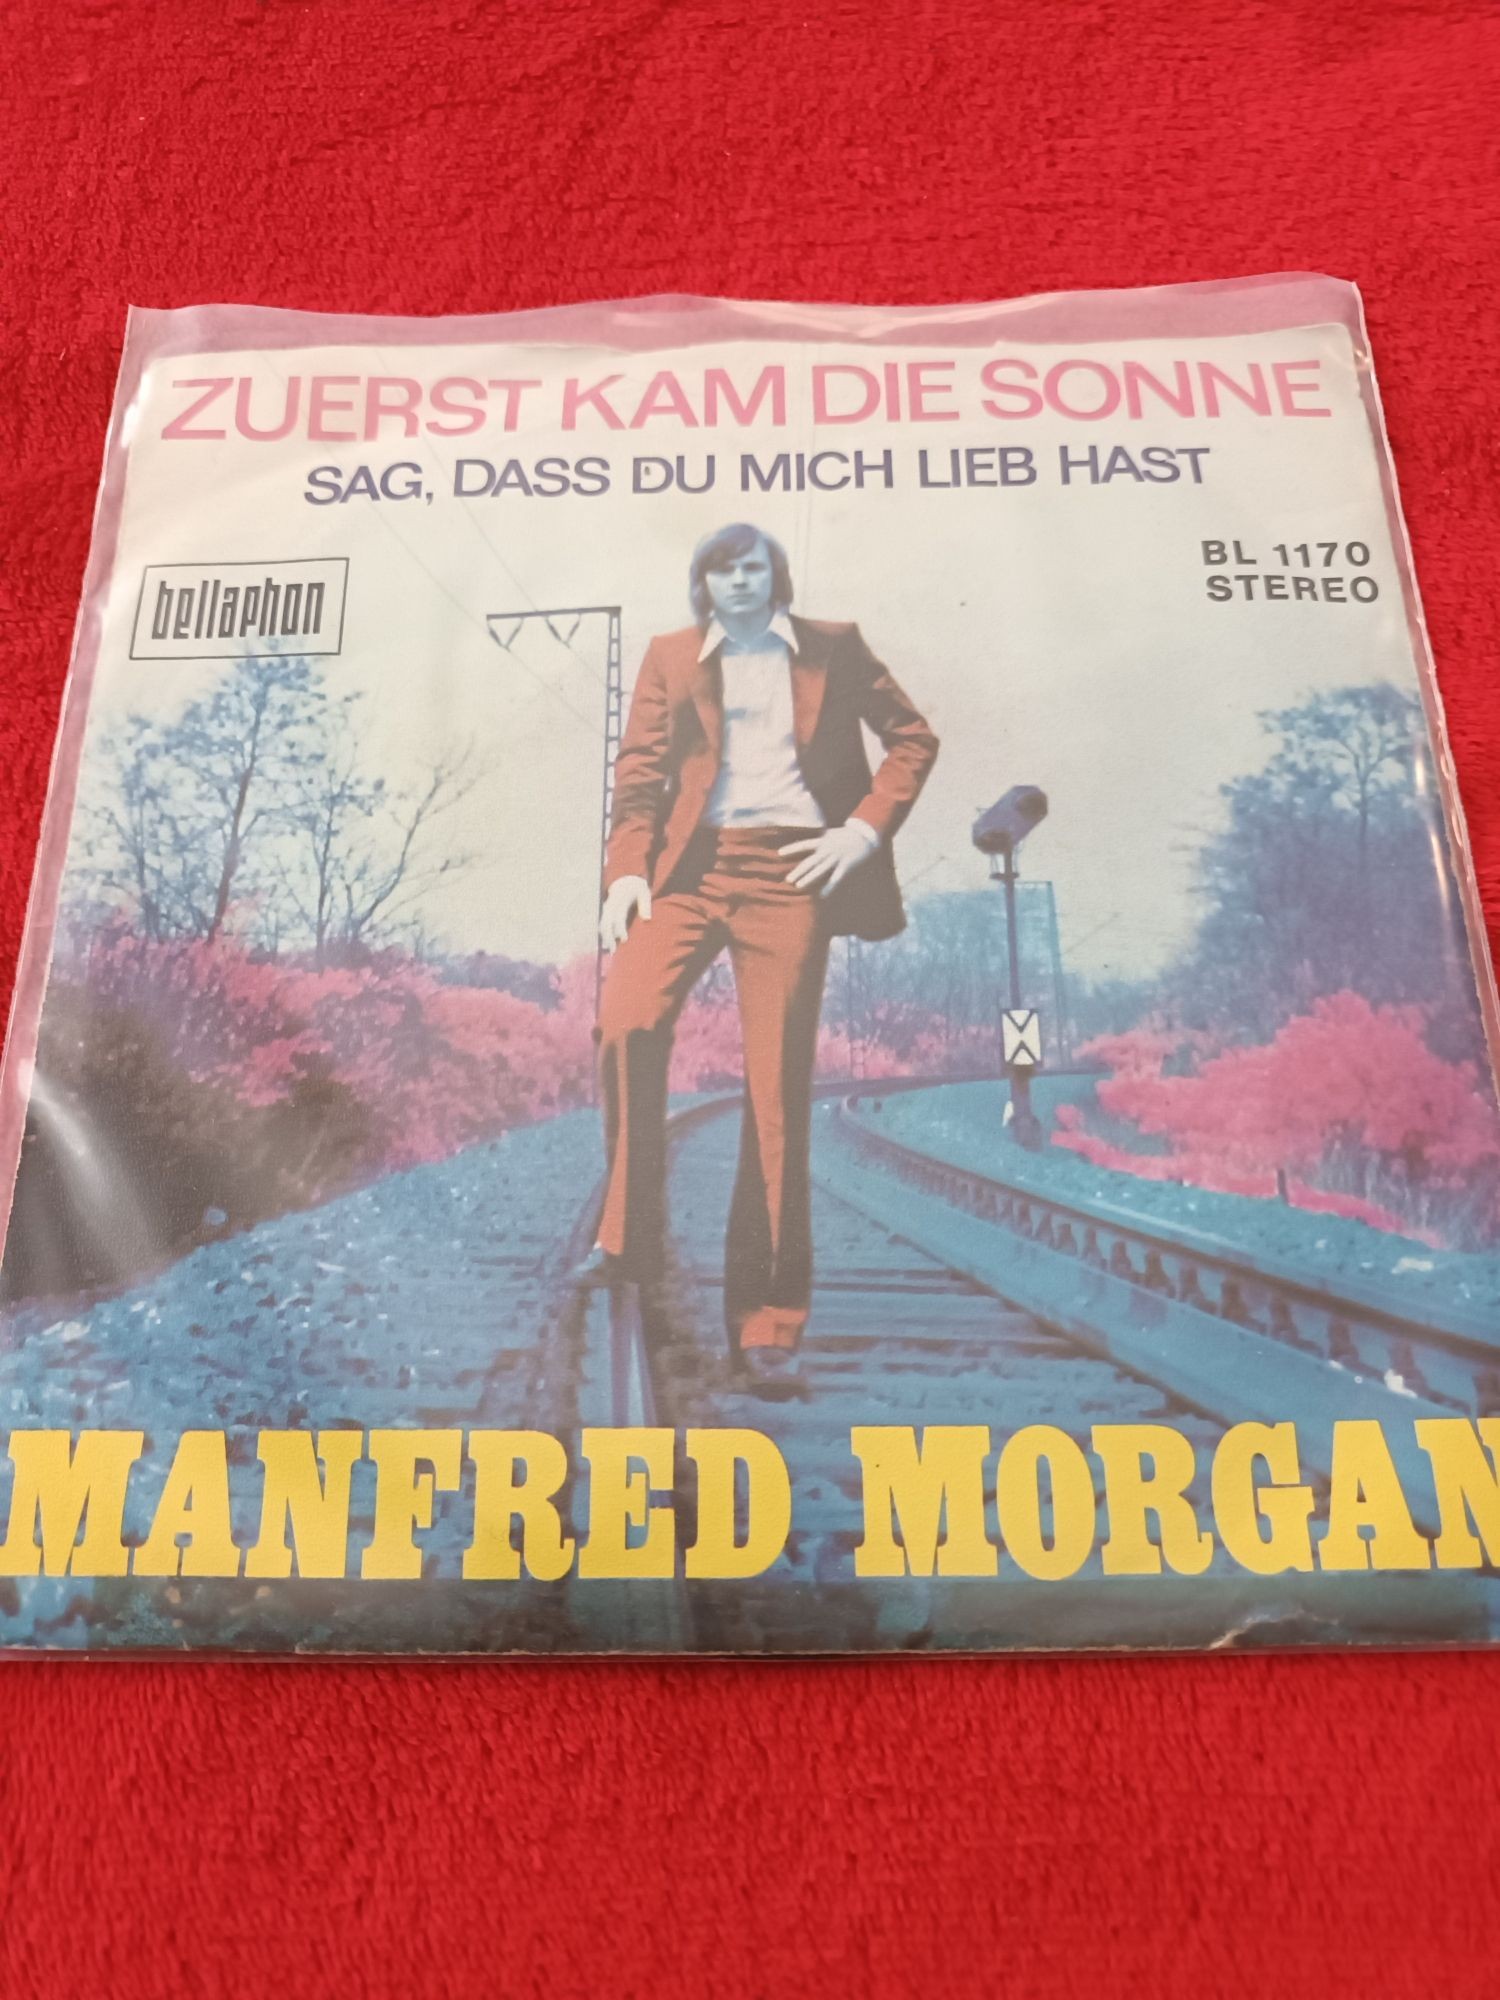 ZUERST KAM DIE SONNE
SAG, DASS DU MICH LIEB HAST
bellaphon
BL 1170
STEREO
MANFRED MORGAN